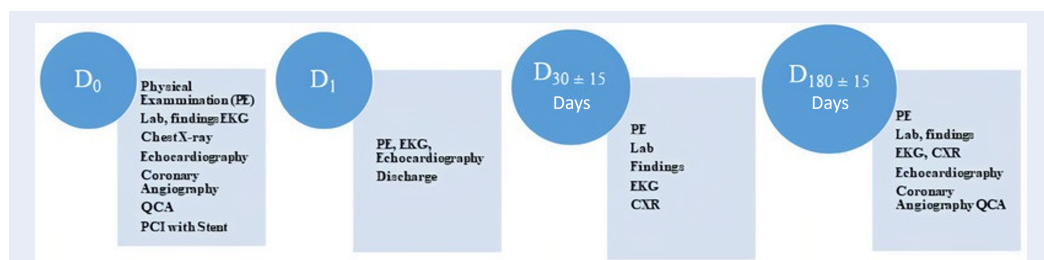 D0
Physical
Exammination (PE)
Lab, findings EKG
Chest X-ray
Echocardiography
Coronary
Angiography
QCA
PCI with Stent
D1
PE, EKG,
Echocardiography
Discharge
D30 ± 15
Days
PE
Lab
Findings
EKG
CXR
D180 ± 15
Days
PE
Lab, findings
EKG, CXR
Echocardiography
Coronary
Angiography QCA